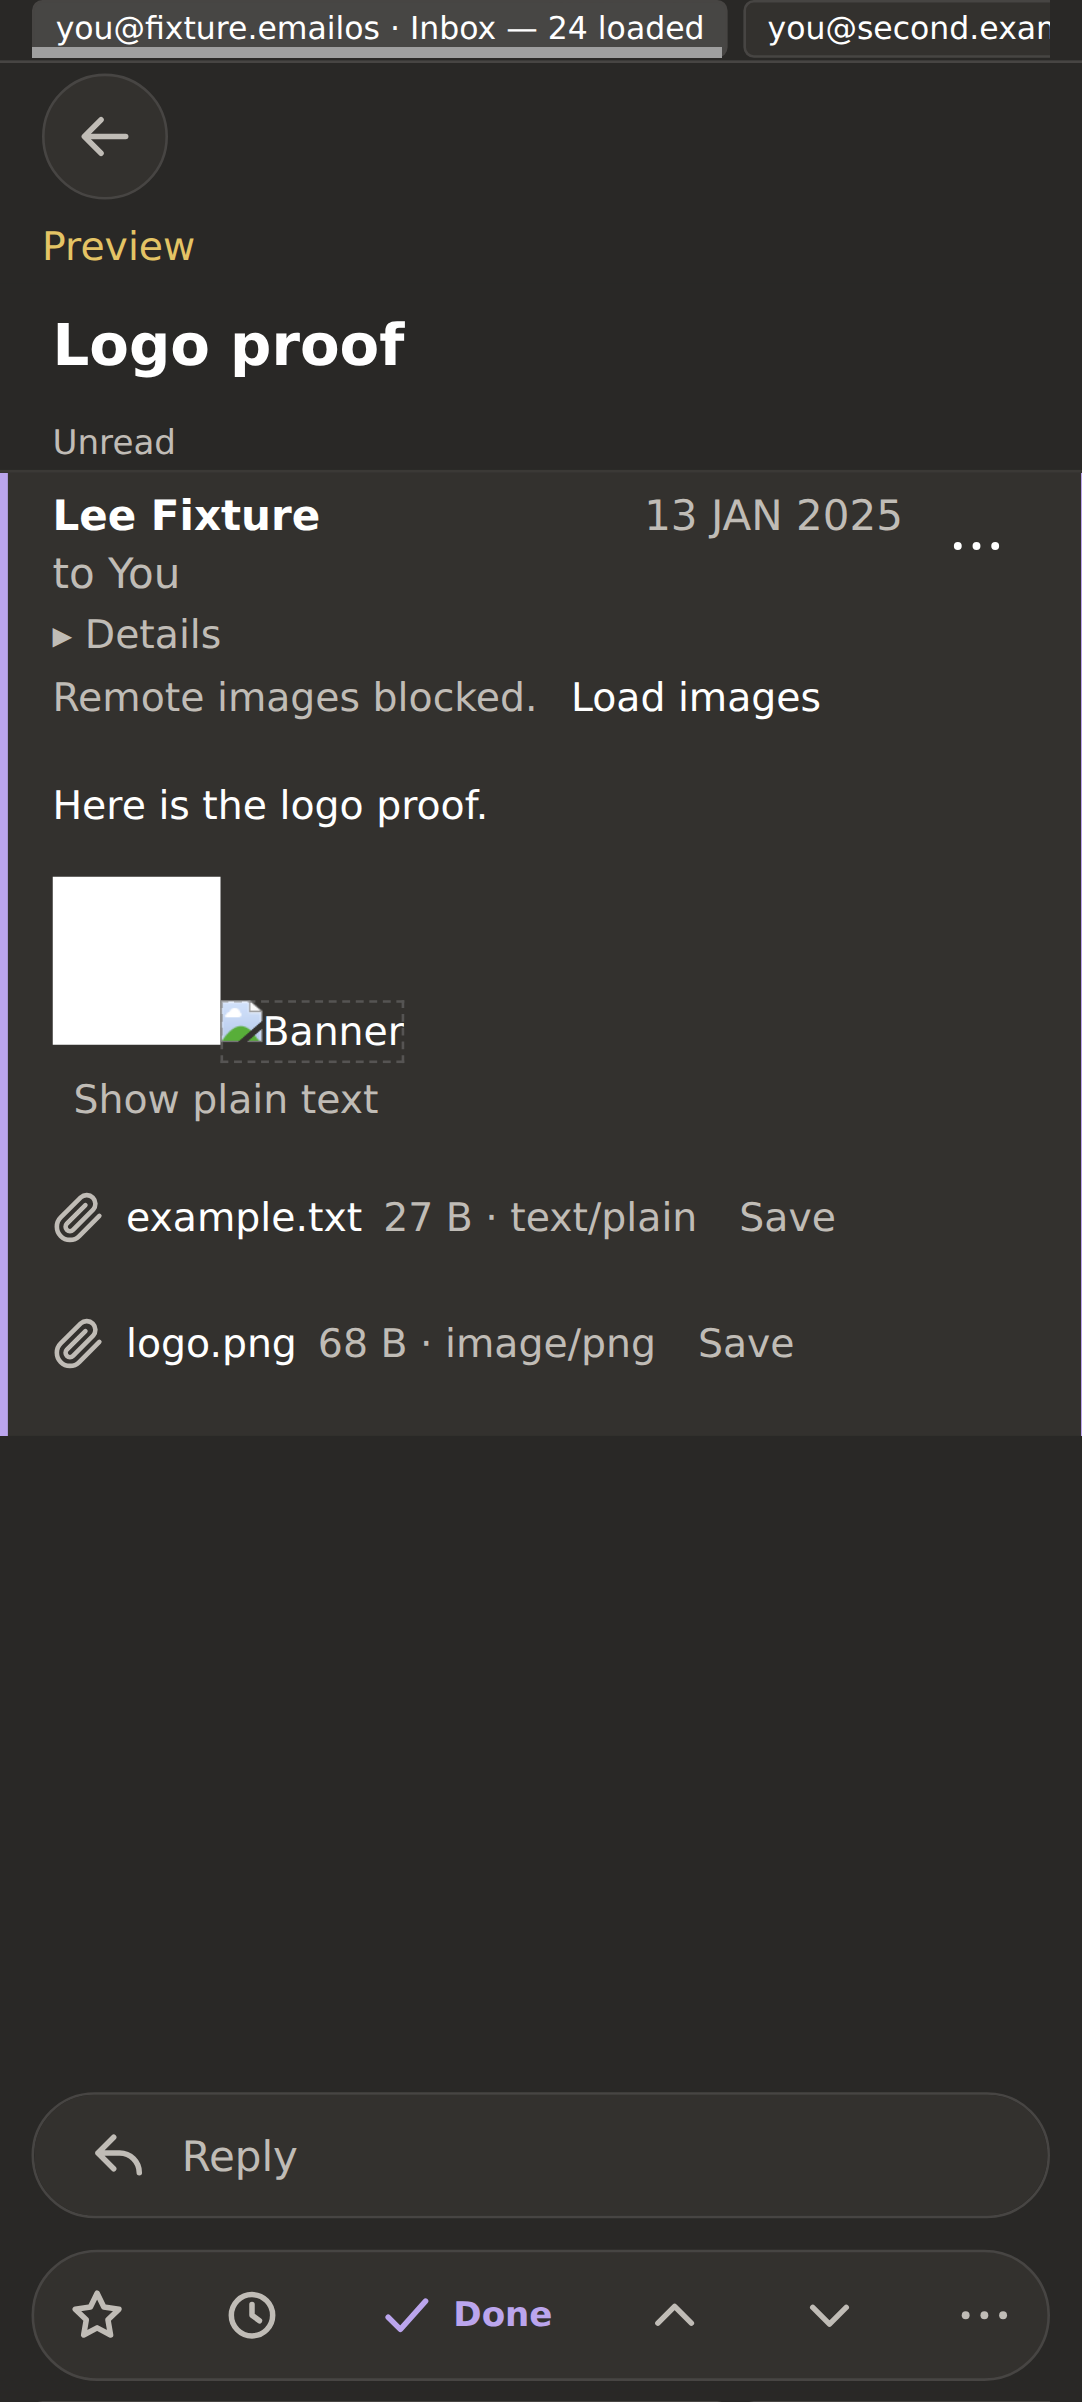 you@fixture.emailos · Inbox — 24 loaded
you@second.exam
Preview
Logo proof
Unread
Lee Fixture 13 JAN 2025
to You
▸ Details
Remote images blocked. Load images
Here is the logo proof.
Banner
Show plain text
example.txt 27 B · text/plain Save
logo.png 68 B · image/png Save
Reply
Done